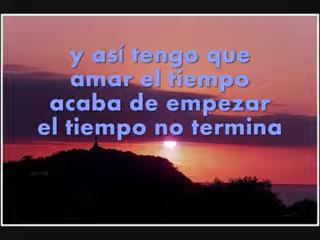 y así tengo que
amar el tiempo
acaba de empezar
el tiempo no termina